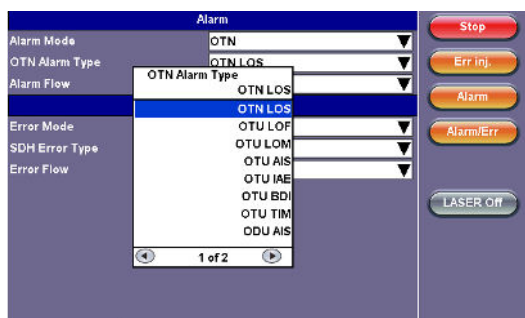 Alarm
Alarm Mode OTN
OTN Alarm Type OTN LOS
Alarm Flow
OTN Alarm Type
OTN LOS
OTN LOS
OTU LOF
OTU LOM
OTU AIS
OTU IAE
OTU BDI
OTU TIM
ODU AIS
1 of 2
Error Mode
SDH Error Type
Error Flow
Stop
Err inj.
Alarm
Alarm/Err
LASER Off